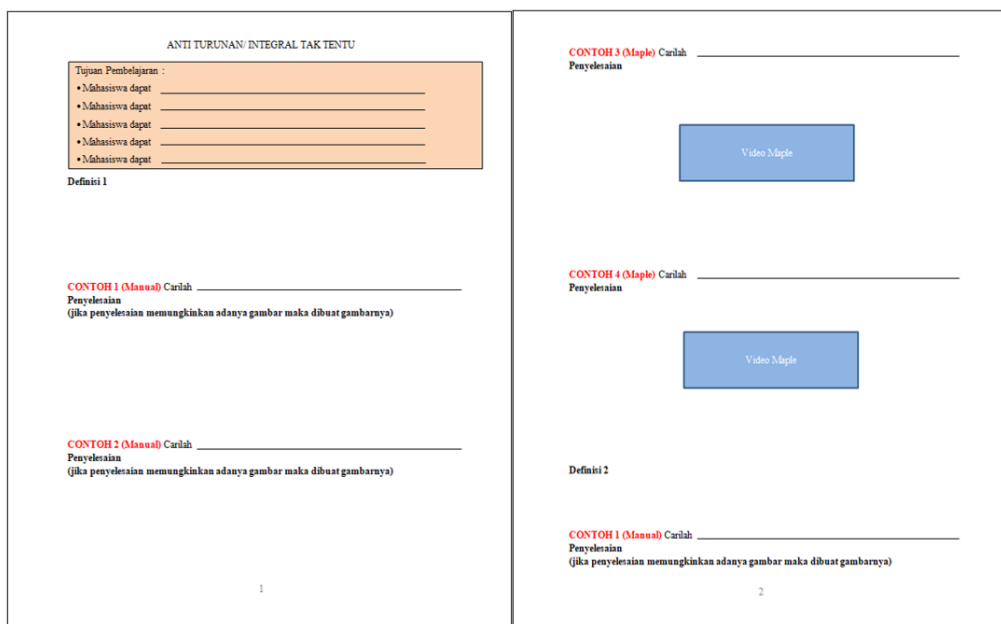 ANTI TURUNAN/ INTEGRAL TAK TENTU
Tujuan Pembelajaran :
• Mahasiswa dapat
• Mahasiswa dapat
• Mahasiswa dapat
• Mahasiswa dapat
• Mahasiswa dapat
Definisi 1
CONTOH 1 (Manual) Carilah
Penyelesaian
(jika penyelesaian memungkinkan adanya gambar maka dibuat gambarnya)
CONTOH 2 (Manual) Carilah
Penyelesaian
(jika penyelesaian memungkinkan adanya gambar maka dibuat gambarnya)
1
CONTOH 3 (Maple) Carilah
Penyelesaian
Video Maple
CONTOH 4 (Maple) Carilah
Penyelesaian
Video Maple
Definisi 2
CONTOH 1 (Manual) Carilah
Penyelesaian
(jika penyelesaian memungkinkan adanya gambar maka dibuat gambarnya)
2